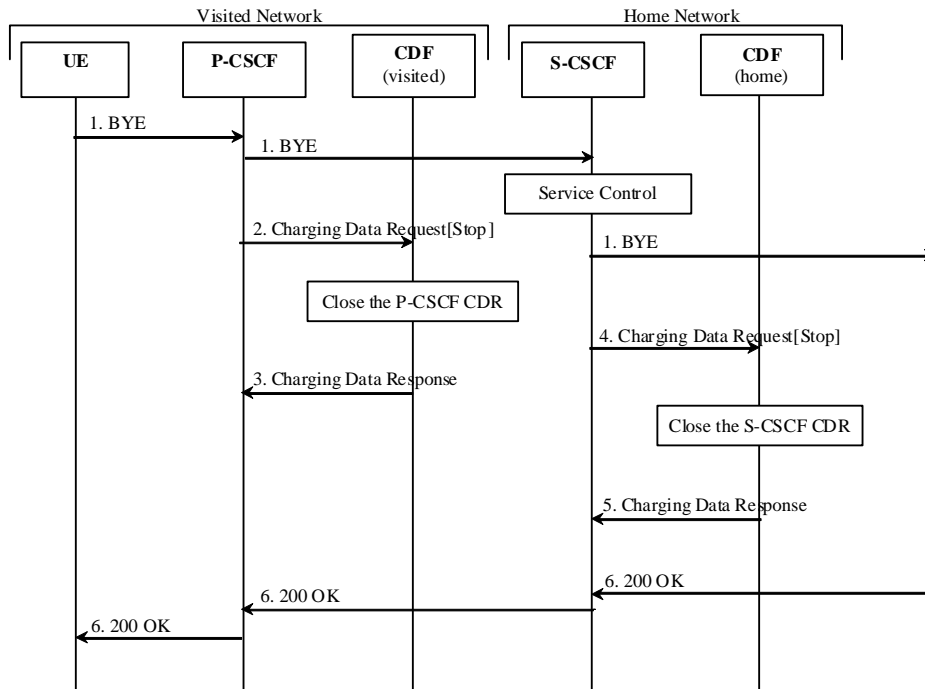 Visited Network
Home Network
UE
P-CSCF
CDF
(visited)
S-CSCF
CDF
(home)
1. BYE
1. BYE
Service Control
2. Charging Data Request[Stop]
1. BYE
Close the P-CSCF CDR
4. Charging Data Request[Stop]
3. Charging Data Response
Close the S-CSCF CDR
5. Charging Data Response
6. 200 OK
6. 200 OK
6. 200 OK